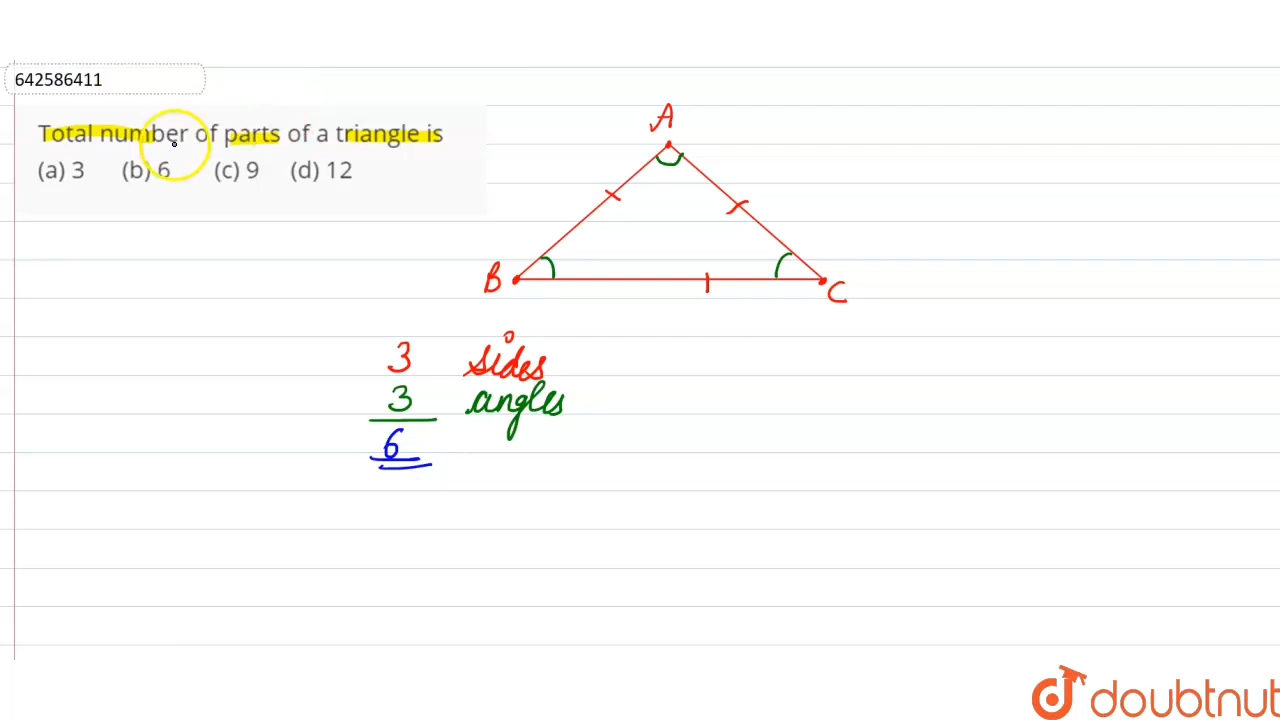 642586411
Total number of parts of a triangle is
(a) 3 (b) 6 (c) 9 (d) 12
A
B
C
3 sides
3 angles
6
doubtnut